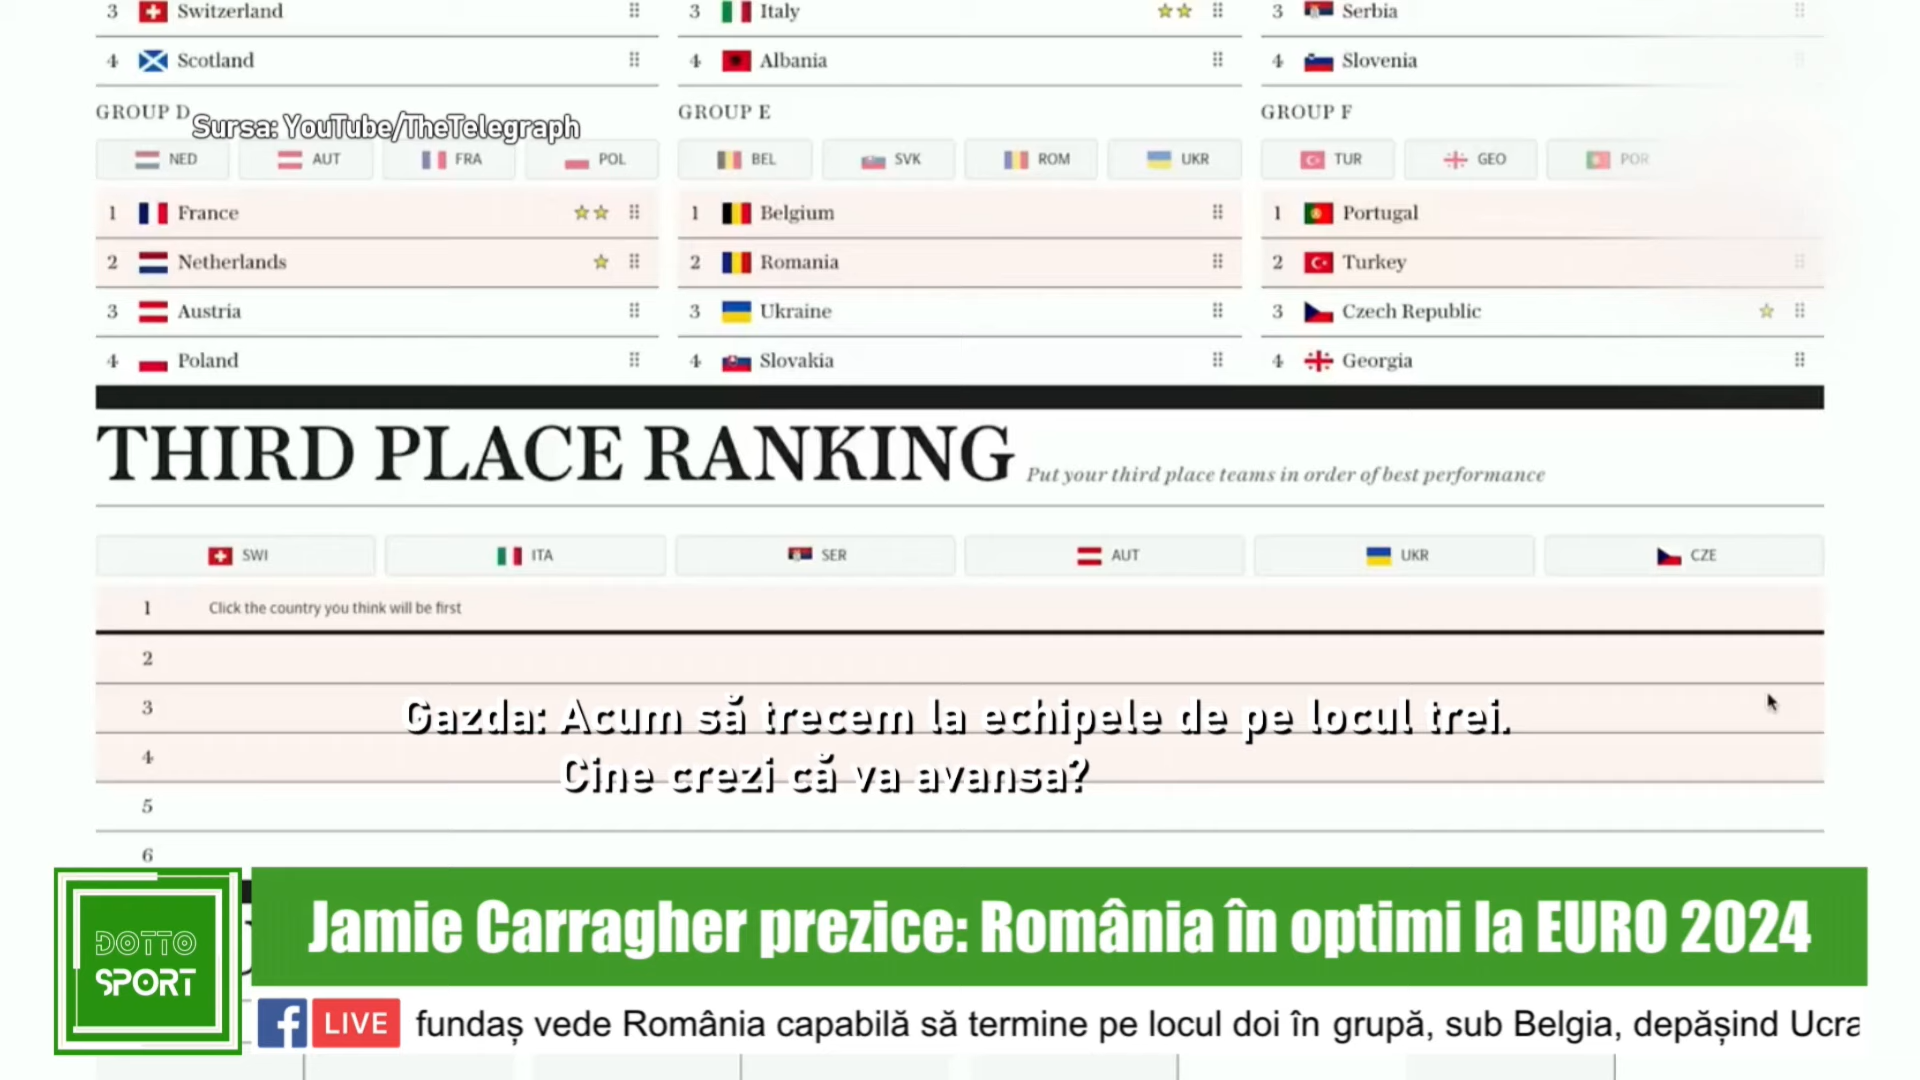 3 Switzerland
3 Italy
3 Serbia
4 Scotland
4 Albania
4 Slovenia
GROUP D
GROUP E
GROUP F
Sursa: YouTube/TheTelegraph
NED AUT FRA POL
BEL SVK ROM UKR
TUR GEO POR
1 France
1 Belgium
1 Portugal
2 Netherlands
2 Romania
2 Turkey
3 Austria
3 Ukraine
3 Czech Republic
4 Poland
4 Slovakia
4 Georgia
THIRD PLACE RANKING Put your third place teams in order of best performance
SWI ITA SER AUT UKR CZE
1 Click the country you think will be first
2
3
4
5
6
Gazda: Acum să trecem la echipele de pe locul trei.
Cine crezi că va avansa?
DOTTO
SPORT
Jamie Carragher prezice: România în optimi la EURO 2024
f LIVE fundaș vede România capabilă să termine pe locul doi în grupă, sub Belgia, depășind Ucra